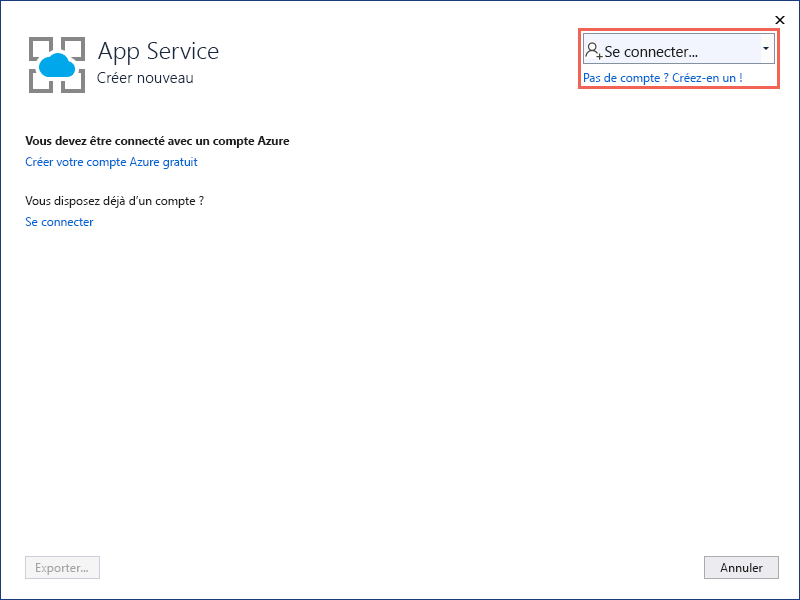 App Service
Créer nouveau
Se connecter...
Pas de compte ? Créez-en un !
Vous devez être connecté avec un compte Azure
Créer votre compte Azure gratuit
Vous disposez déjà d'un compte ?
Se connecter
Exporter...
Annuler